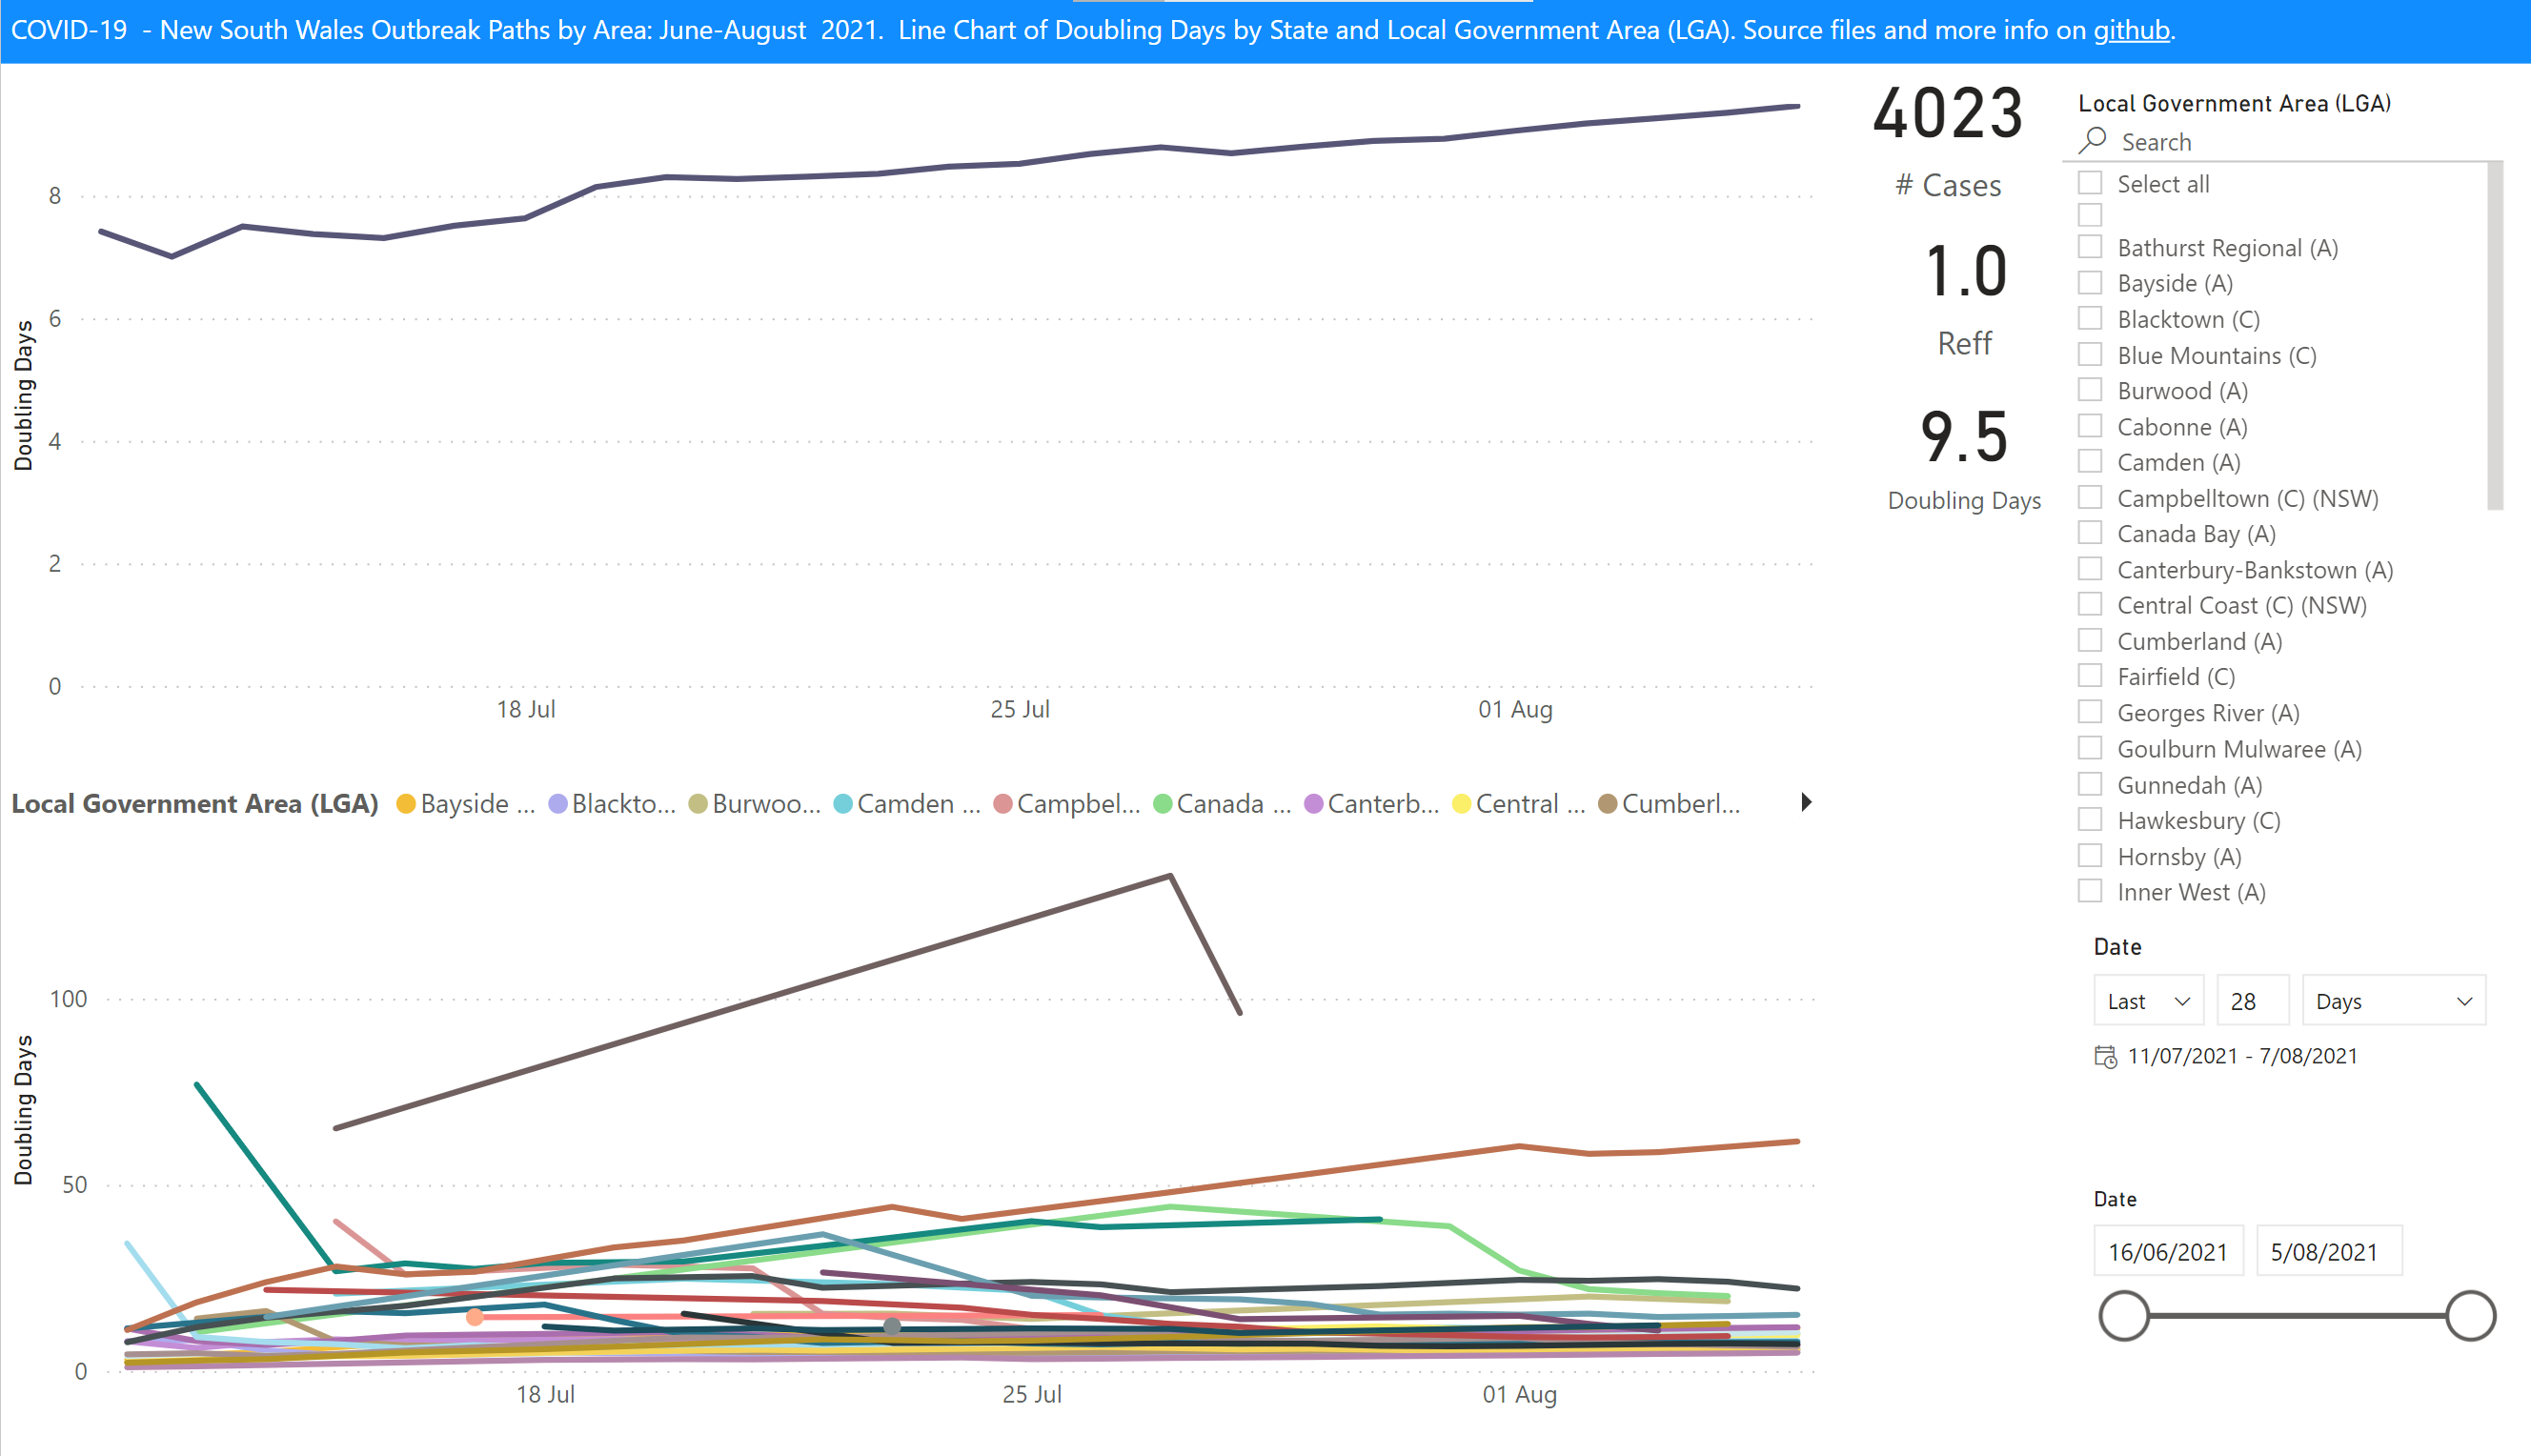 COVID-19 - New South Wales Outbreak Paths by Area: June-August 2021. Line Chart of Doubling Days by State and Local Government Area (LGA). Source files and more info on github.
Doubling Days
8
6
4
2
0
18 Jul
25 Jul
01 Aug
4023
# Cases
1.0
Reff
9.5
Doubling Days
Local Government Area (LGA)
Search
Select all
Bathurst Regional (A)
Bayside (A)
Blacktown (C)
Blue Mountains (C)
Burwood (A)
Cabonne (A)
Camden (A)
Campbelltown (C) (NSW)
Canada Bay (A)
Canterbury-Bankstown (A)
Central Coast (C) (NSW)
Cumberland (A)
Fairfield (C)
Georges River (A)
Goulburn Mulwaree (A)
Gunnedah (A)
Hawkesbury (C)
Hornsby (A)
Inner West (A)
Local Government Area (LGA) Bayside ... Blackto... Burwoo... Camden ... Campbel... Canada ... Canterb... Central ... Cumberl...
Doubling Days
100
50
0
18 Jul
25 Jul
01 Aug
Date
Last 28 Days
11/07/2021 - 7/08/2021
Date
16/06/2021 5/08/2021